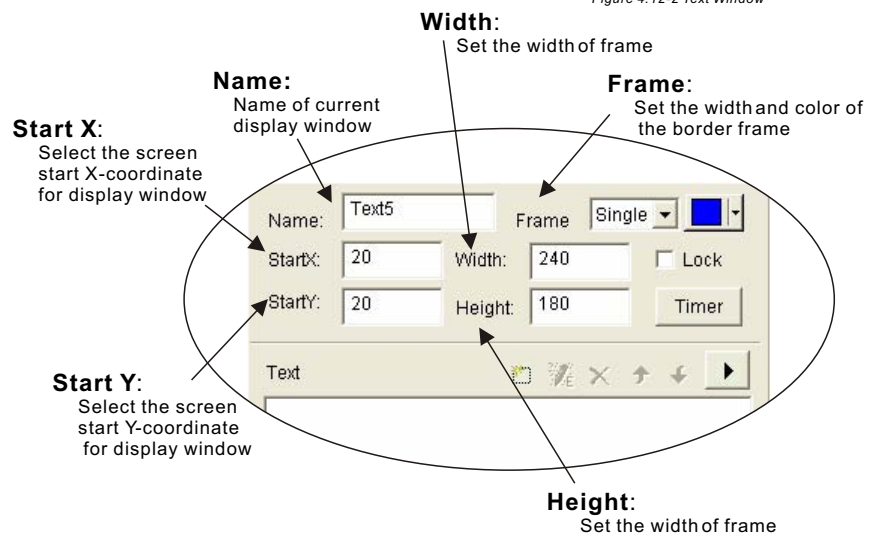 Figure 4.12-2 Text Window
Width:
Set the width of frame
Name:
Name of current
display window
Frame:
Set the width and color of
the border frame
Start X:
Select the screen
start X-coordinate
for display window
Name: Text5 Frame Single
StartX: 20 Width: 240 Lock
StartY: 20 Height: 180 Timer
Text
E
Start Y:
Select the screen
start Y-coordinate
for display window
Height:
Set the width of frame